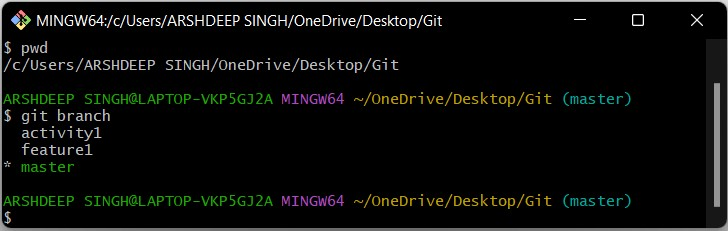 MINGW64:/c/Users/ARSHDEEP SINGH/OneDrive/Desktop/Git
$ pwd
/c/Users/ARSHDEEP SINGH/OneDrive/Desktop/Git
ARSHDEEP SINGH@LAPTOP-VKP5GJ2A MINGW64 ~/OneDrive/Desktop/Git (master)
$ git branch
  activity1
  feature1
* master
ARSHDEEP SINGH@LAPTOP-VKP5GJ2A MINGW64 ~/OneDrive/Desktop/Git (master)
$